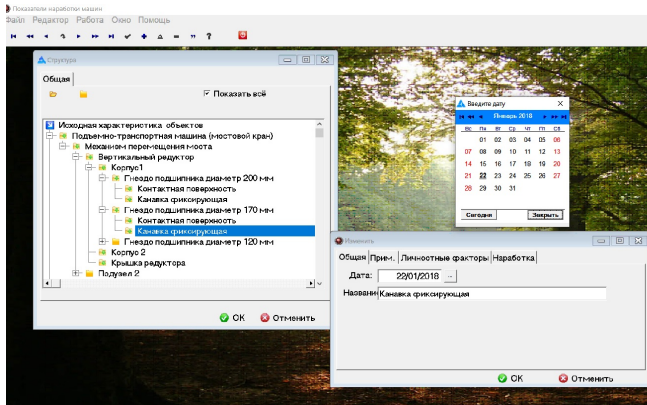 Показатели наработки машин
Файл Редактор Работа Окно Помощь
Структура
Общая
Показать всё
Исходная характеристика объектов
Подъемно-транспортная машина (мостовой кран)
Механизм перемещения моста
Вертикальный редуктор
Корпус1
Гнездо подшипника диаметр 200 мм
Контактная поверхность
Канавка фиксирующая
Гнездо подшипника диаметр 170 мм
Контактная поверхность
Канавка фиксирующая
Гнездо подшипника диаметр 120 мм
Корпус 2
Крышка редуктора
Подузел 2
OK Отменить
Введите дату
Январь 2018
Вс Пн Вт Ср Чт Пт Сб
01 02 03 04 05 06
07 08 09 10 11 12 13
14 15 16 17 18 19 20
21 22 23 24 25 26 27
28 29 30 31
Сегодня Закрыть
Изменить
Общая Прим. Личностные факторы Наработка
Дата: 22/01/2018 ...
Названи Канавка фиксирующая
OK Отменить